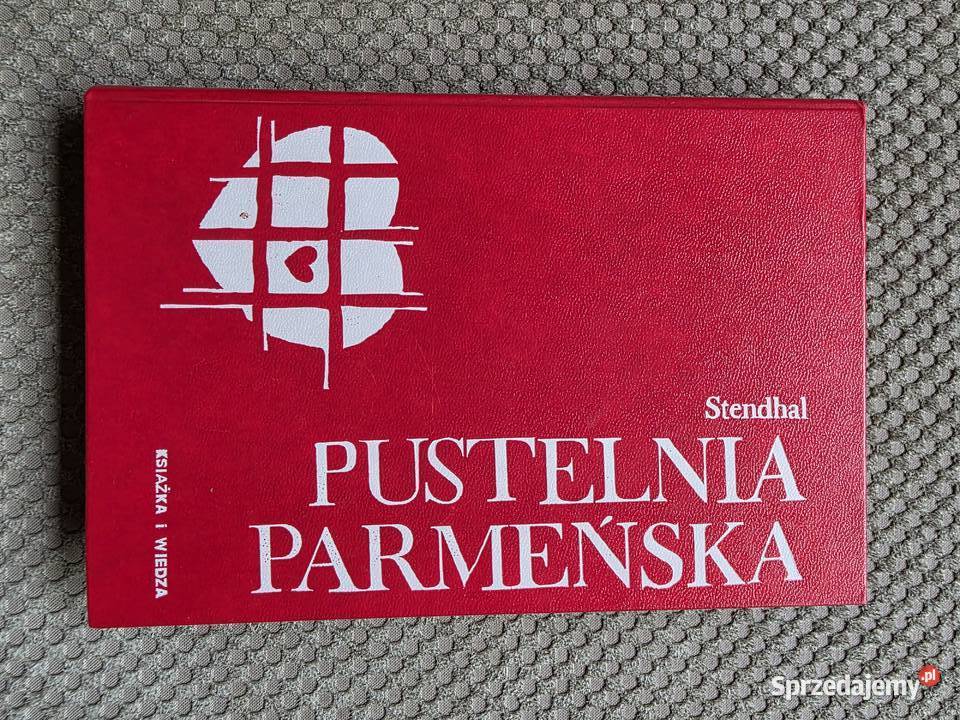 Stendhal
PUSTELNIA
PARMEŃSKA
KSIĄŻKA i WIEDZA
Sprzedajemy.pl